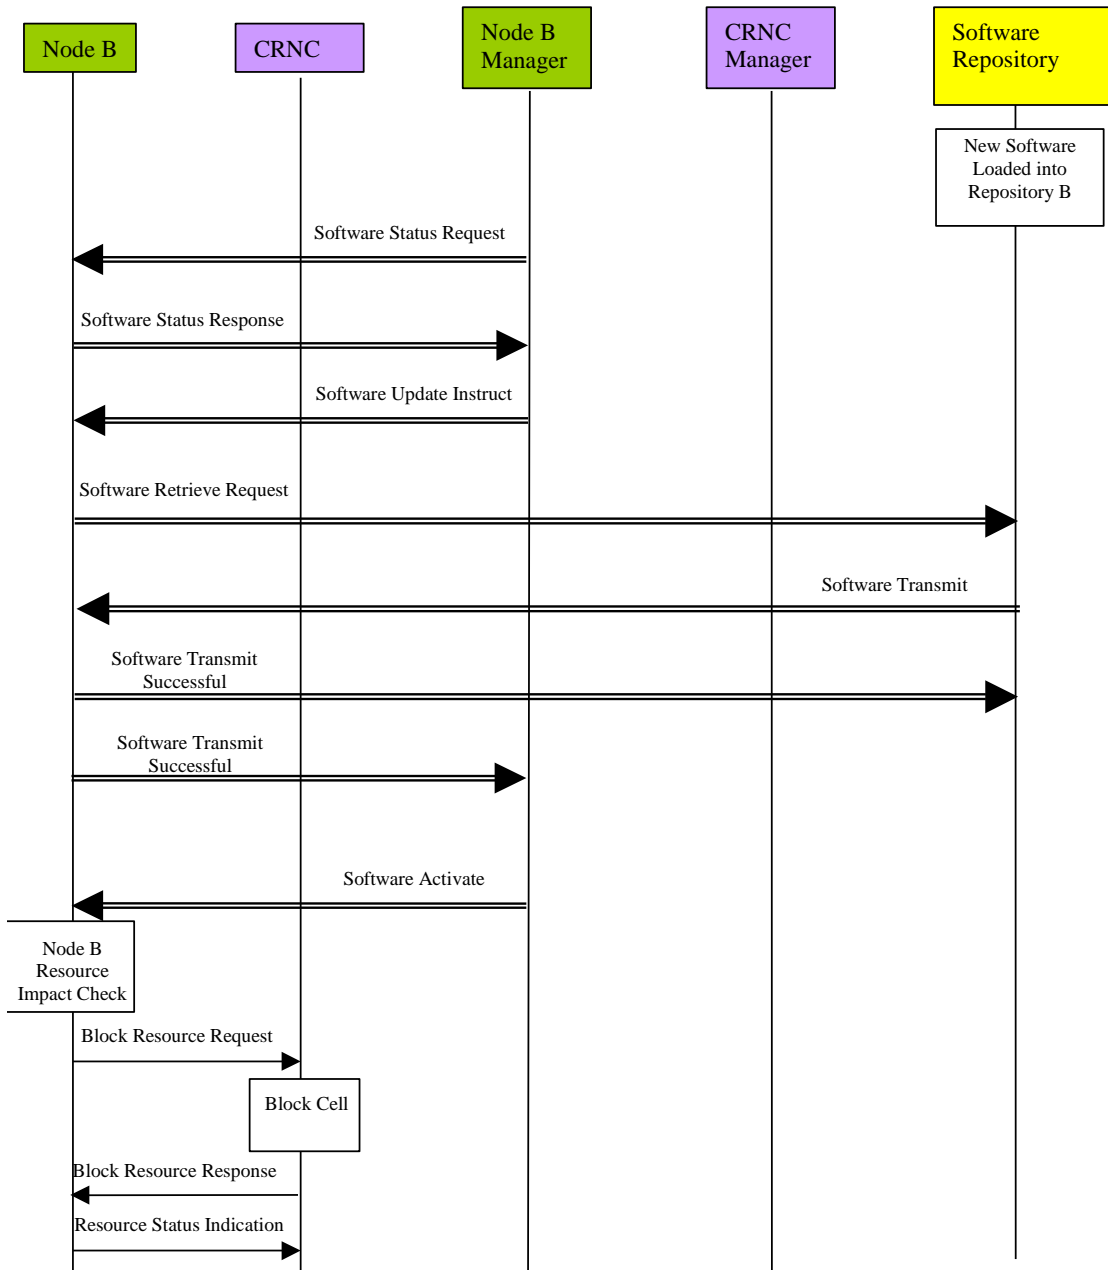 Node B
CRNC
Node B
Manager
CRNC
Manager
Software
Repository
New Software
Loaded into
Repository B
Software Status Request
Software Status Response
Software Update Instruct
Software Retrieve Request
Software Transmit
Software Transmit
Successful
Software Transmit
Successful
Software Activate
Node B
Resource
Impact Check
Block Resource Request
Block Cell
Block Resource Response
Resource Status Indication